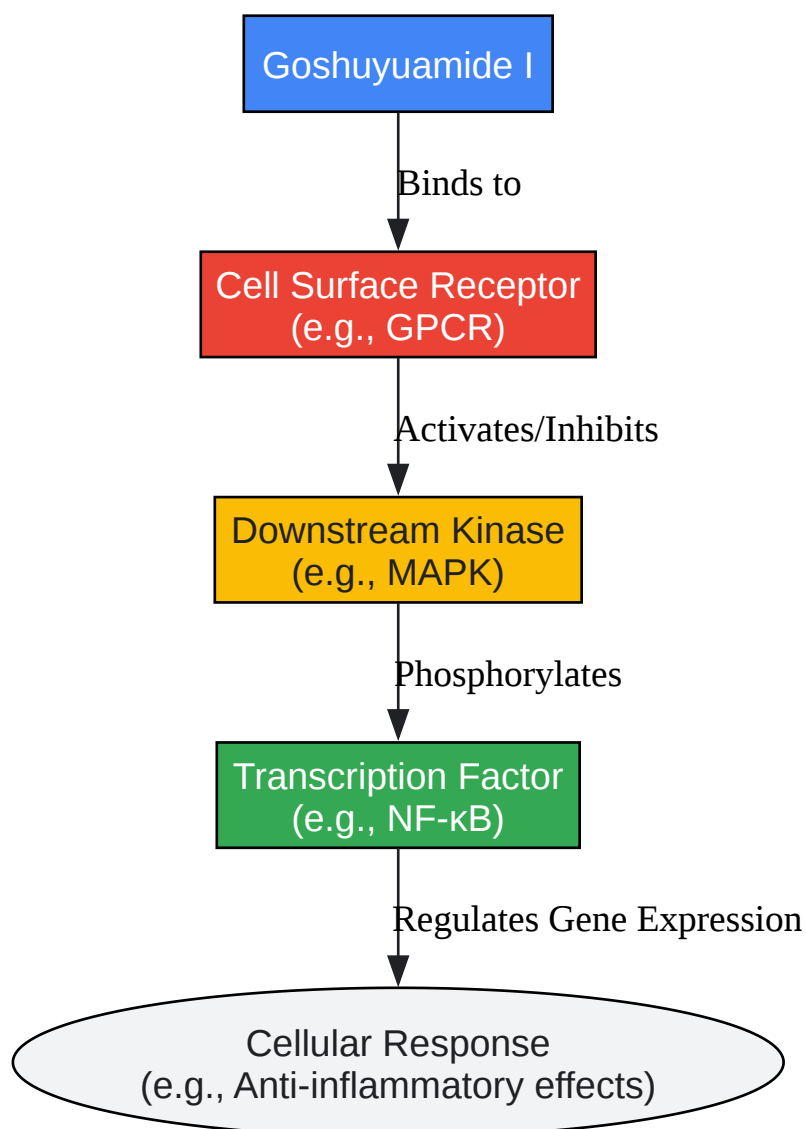 Goshuyuamide I
Binds to
Cell Surface Receptor
(e.g., GPCR)
Activates/Inhibits
Downstream Kinase
(e.g., MAPK)
Phosphorylates
Transcription Factor
(e.g., NF-κB)
Regulates Gene Expression
Cellular Response
(e.g., Anti-inflammatory effects)